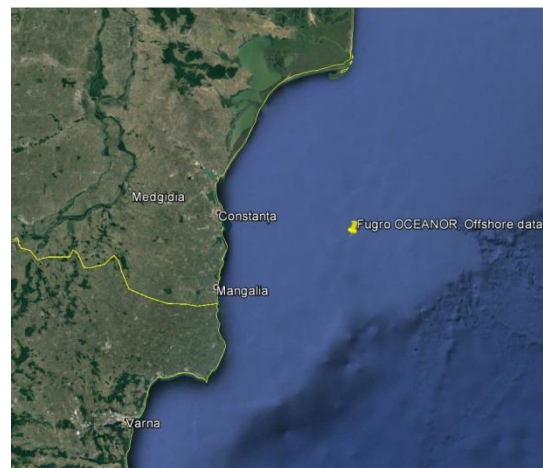 Medgidia
Constanța
Fugro OCEANOR, Offshore data
Mangalia
Varna